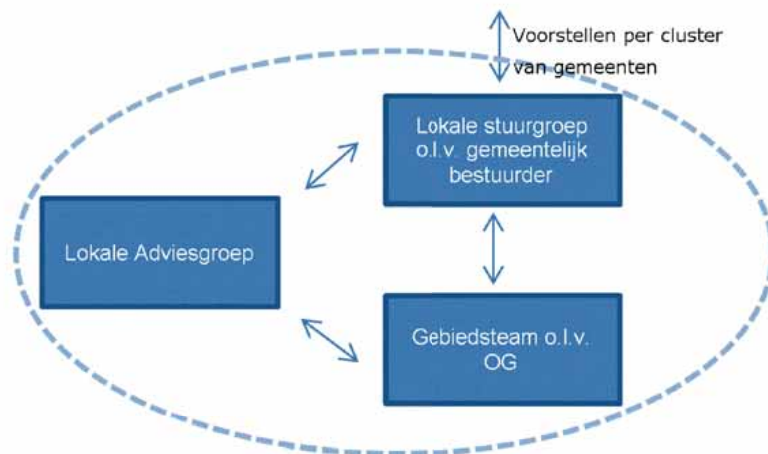 Voorstellen per cluster
van gemeenten
Lokale stuurgroep
o.l.v. gemeentelijk
bestuurder
Lokale Adviesgroep
Gebiedsteam o.l.v.
OG